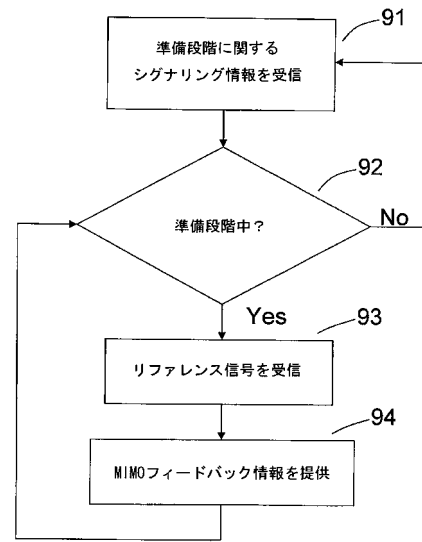 91
準備段階に関する
シグナリング情報を受信
92
準備段階中？
No
Yes
93
リファレンス信号を受信
94
MIMOフィードバック情報を提供